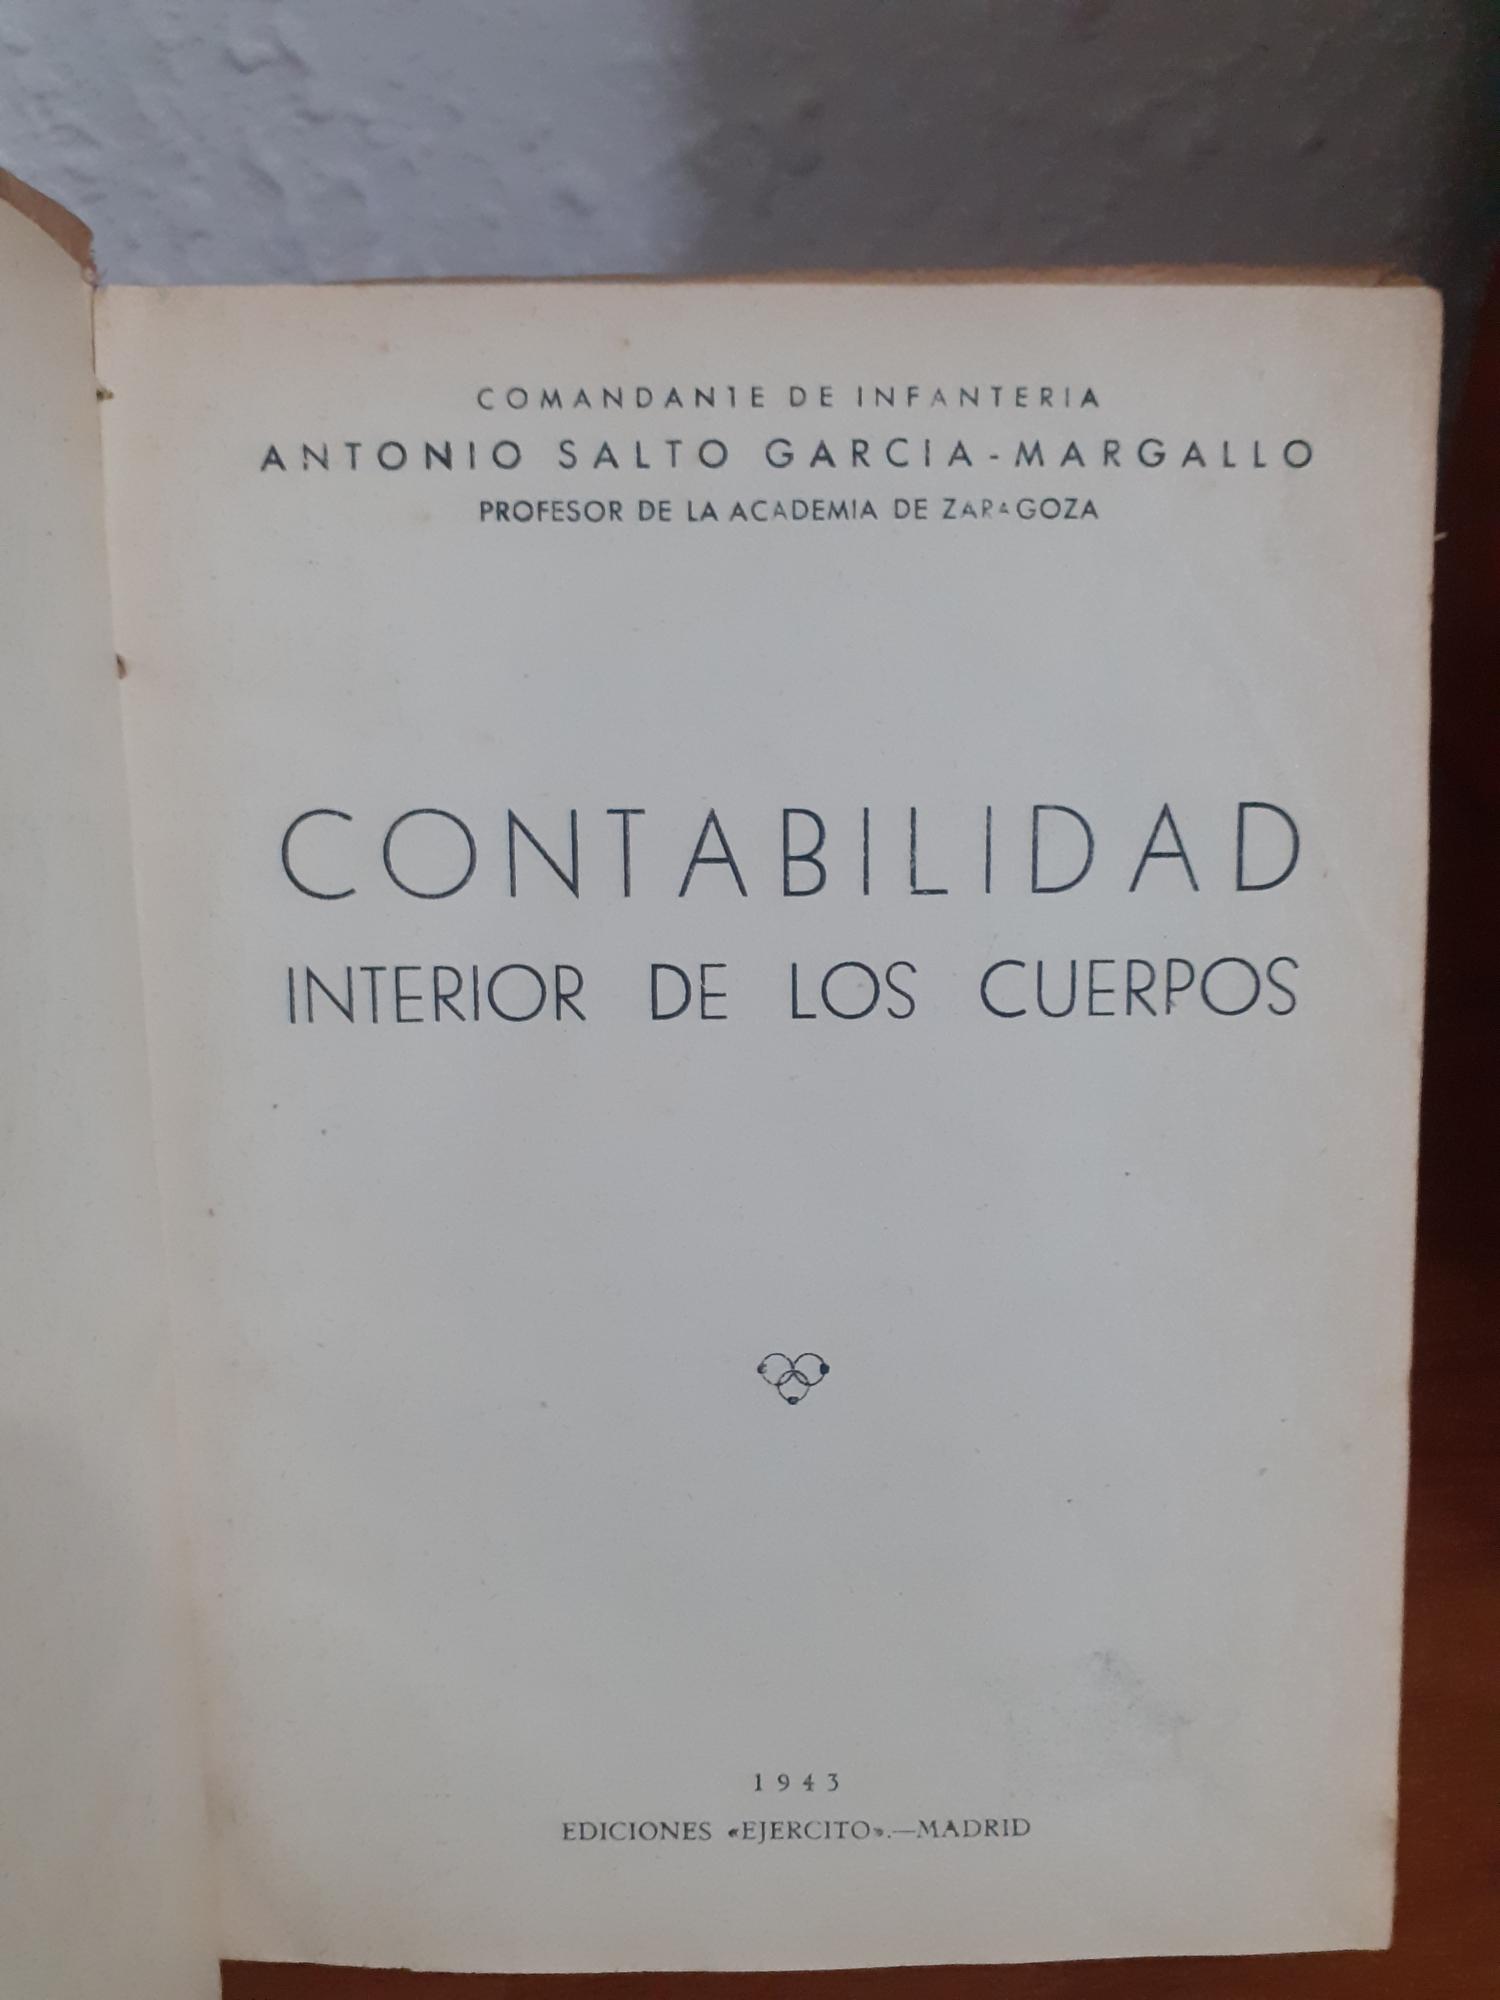 COMANDANTE DE INFANTERIA
ANTONIO SALTO GARCIA-MARGALLO
PROFESOR DE LA ACADEMIA DE ZARAGOZA
CONTABILIDAD
INTERIOR DE LOS CUERPOS
1943
EDICIONES «EJERCITO».—MADRID